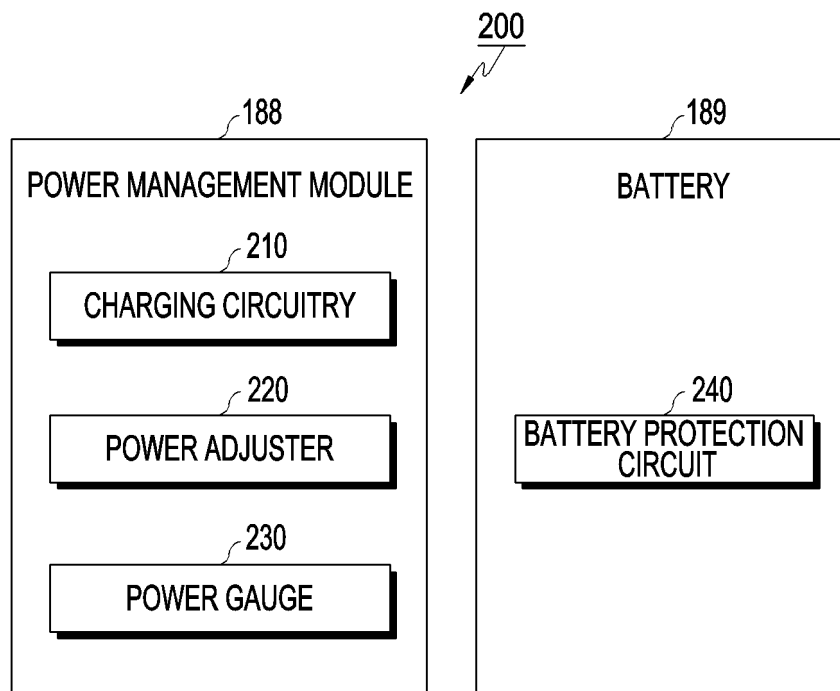 200
188
POWER MANAGEMENT MODULE
210
CHARGING CIRCUITRY
220
POWER ADJUSTER
230
POWER GAUGE
189
BATTERY
240
BATTERY PROTECTION
CIRCUIT